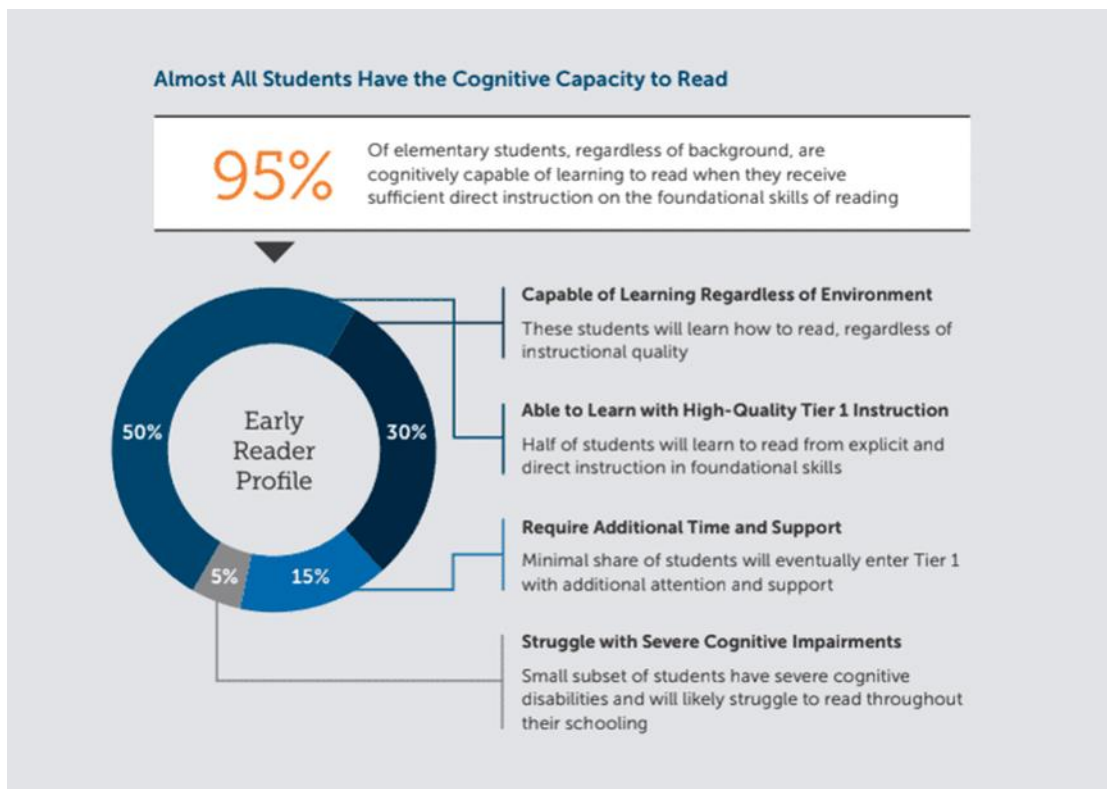 Almost All Students Have the Cognitive Capacity to Read
95%
Of elementary students, regardless of background, are
cognitively capable of learning to read when they receive
sufficient direct instruction on the foundational skills of reading
Capable of Learning Regardless of Environment
These students will learn how to read, regardless of
instructional quality
50%
Early
Reader
Profile
30%
Able to Learn with High-Quality Tier 1 Instruction
Half of students will learn to read from explicit and
direct instruction in foundational skills
Require Additional Time and Support
Minimal share of students will eventually enter Tier 1
with additional attention and support
5%
15%
Struggle with Severe Cognitive Impairments
Small subset of students have severe cognitive
disabilities and will likely struggle to read throughout
their schooling